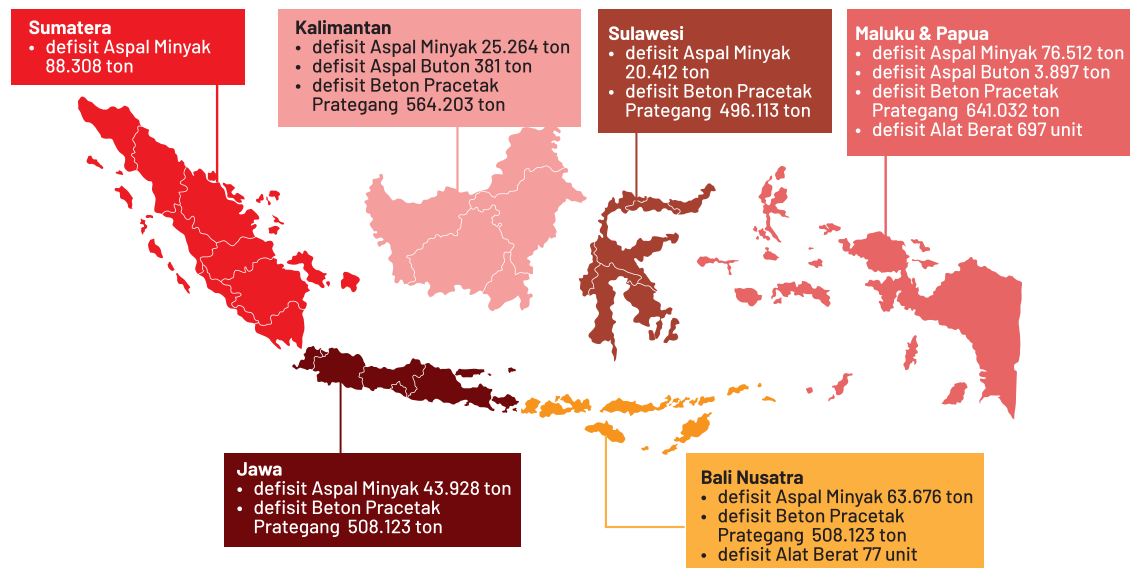 Sumatera
• defisit Aspal Minyak
88.308 ton
Kalimantan
• defisit Aspal Minyak 25.264 ton
• defisit Aspal Buton 381 ton
• defisit Beton Pracetak
Prategang 564.203 ton
Sulawesi
• defisit Aspal Minyak
20.412 ton
• defisit Beton Pracetak
Prategang 496.113 ton
Maluku & Papua
• defisit Aspal Minyak 76.512 ton
• defisit Aspal Buton 3.897 ton
• defisit Beton Pracetak
Prategang 641.032 ton
• defisit Alat Berat 697 unit
Jawa
• defisit Aspal Minyak 43.928 ton
• defisit Beton Pracetak
Prategang 508.123 ton
Bali Nusatra
• defisit Aspal Minyak 63.676 ton
• defisit Beton Pracetak
Prategang 508.123 ton
• defisit Alat Berat 77 unit